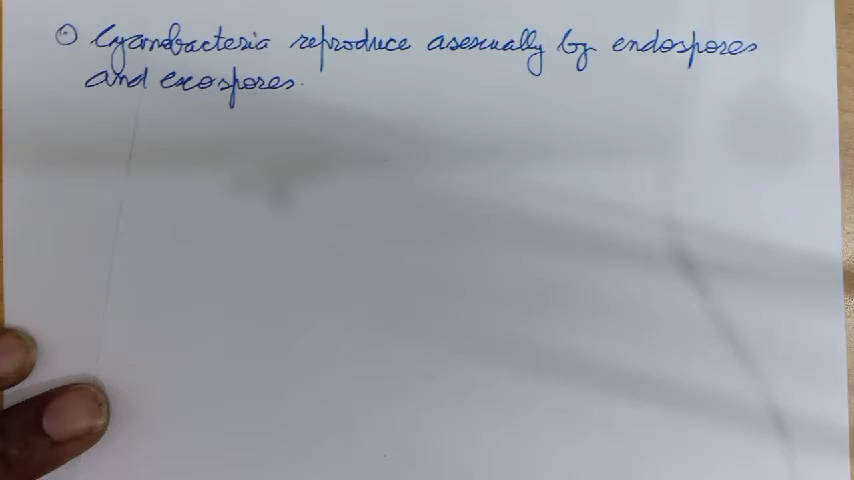 ⊙ Cyanobacteria reproduce asexually by endospores
and exospores.